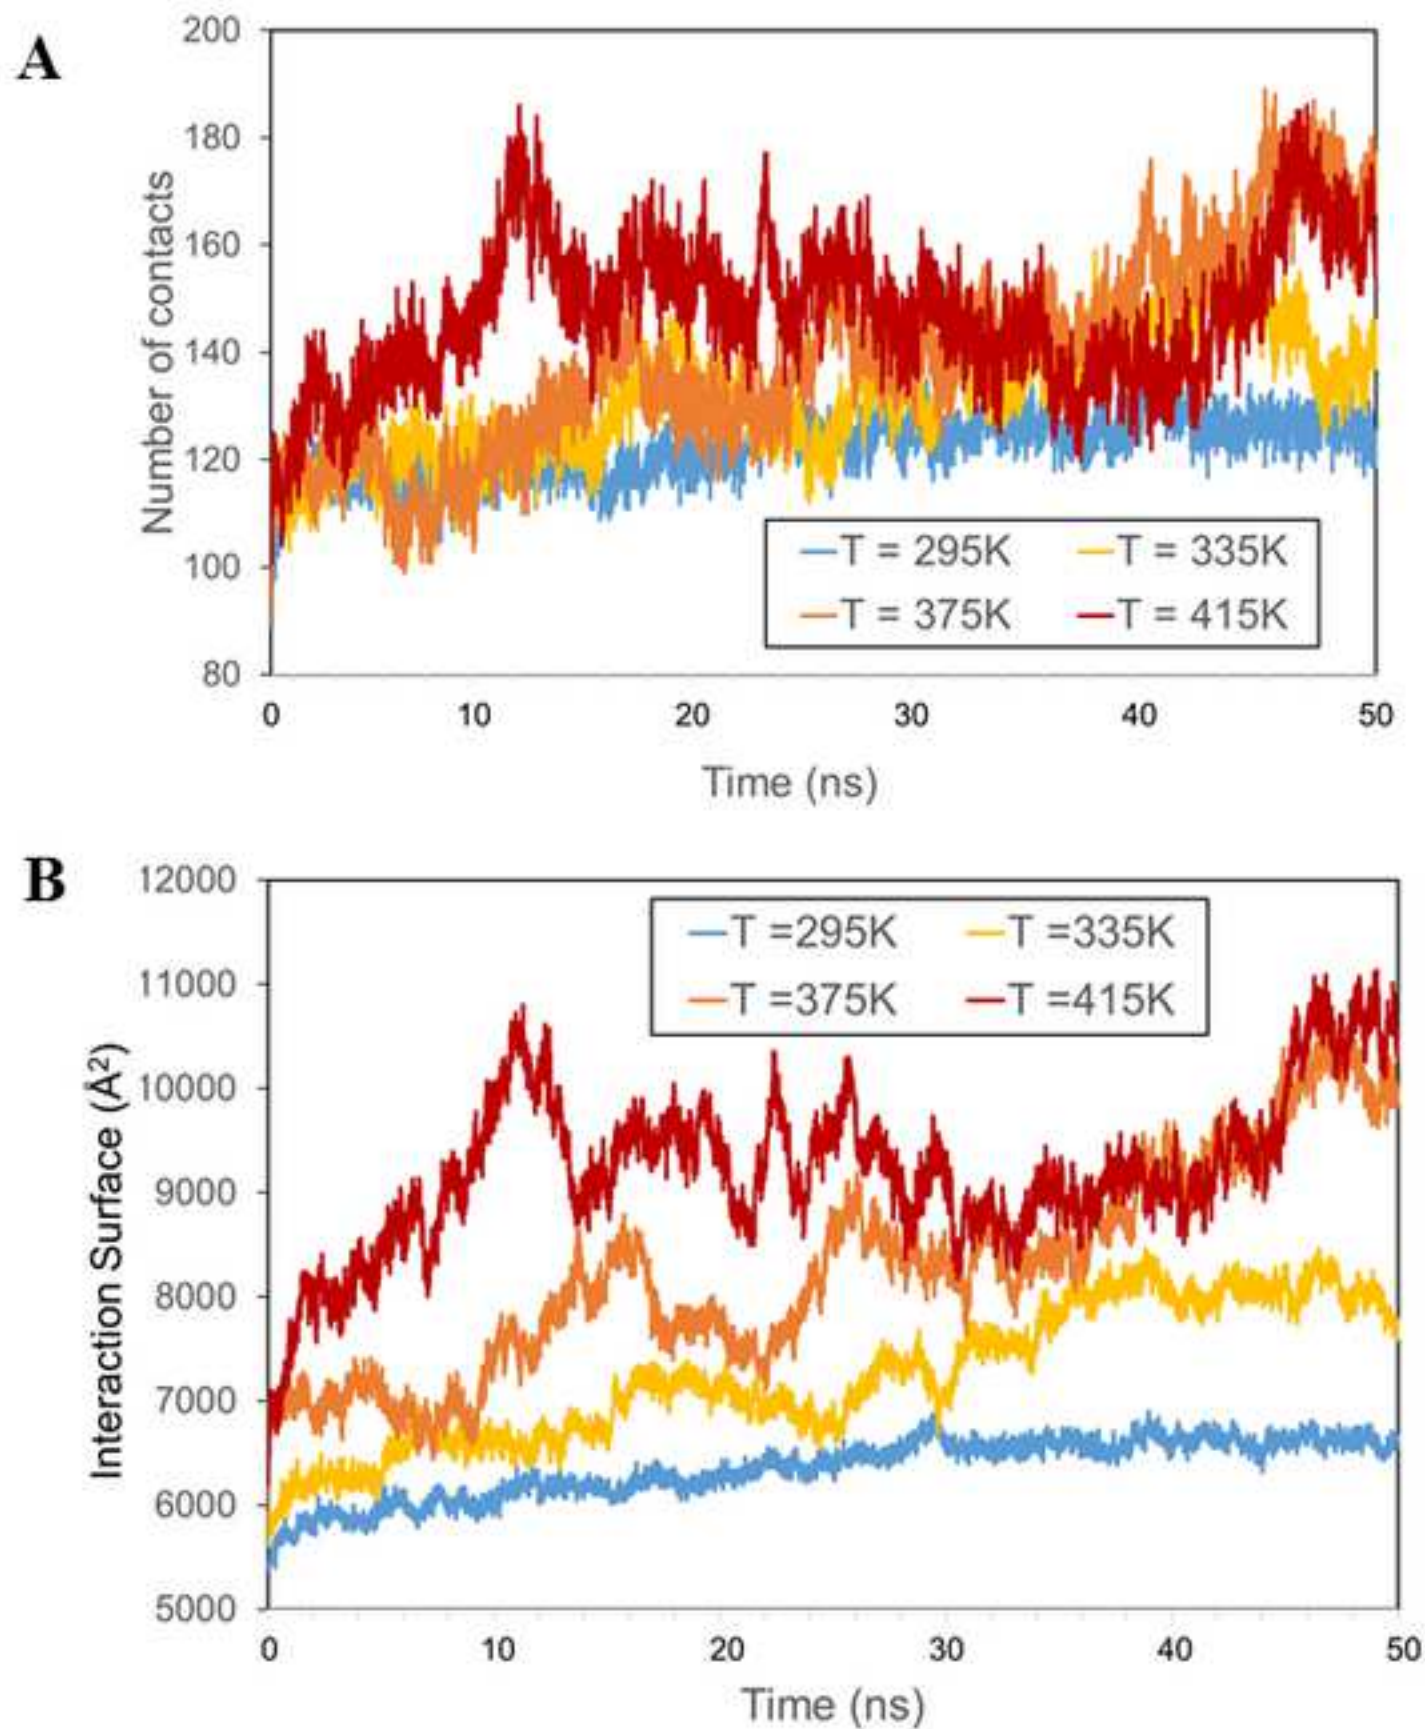 A
200
180
160
140
120
100
80
Number of contacts
T = 295K T = 335K
T = 375K T = 415K
0 10 20 30 40 50
Time (ns)
B
12000
11000
10000
9000
8000
7000
6000
5000
Interaction Surface (Å²)
T =295K T =335K
T =375K T =415K
0 10 20 30 40 50
Time (ns)